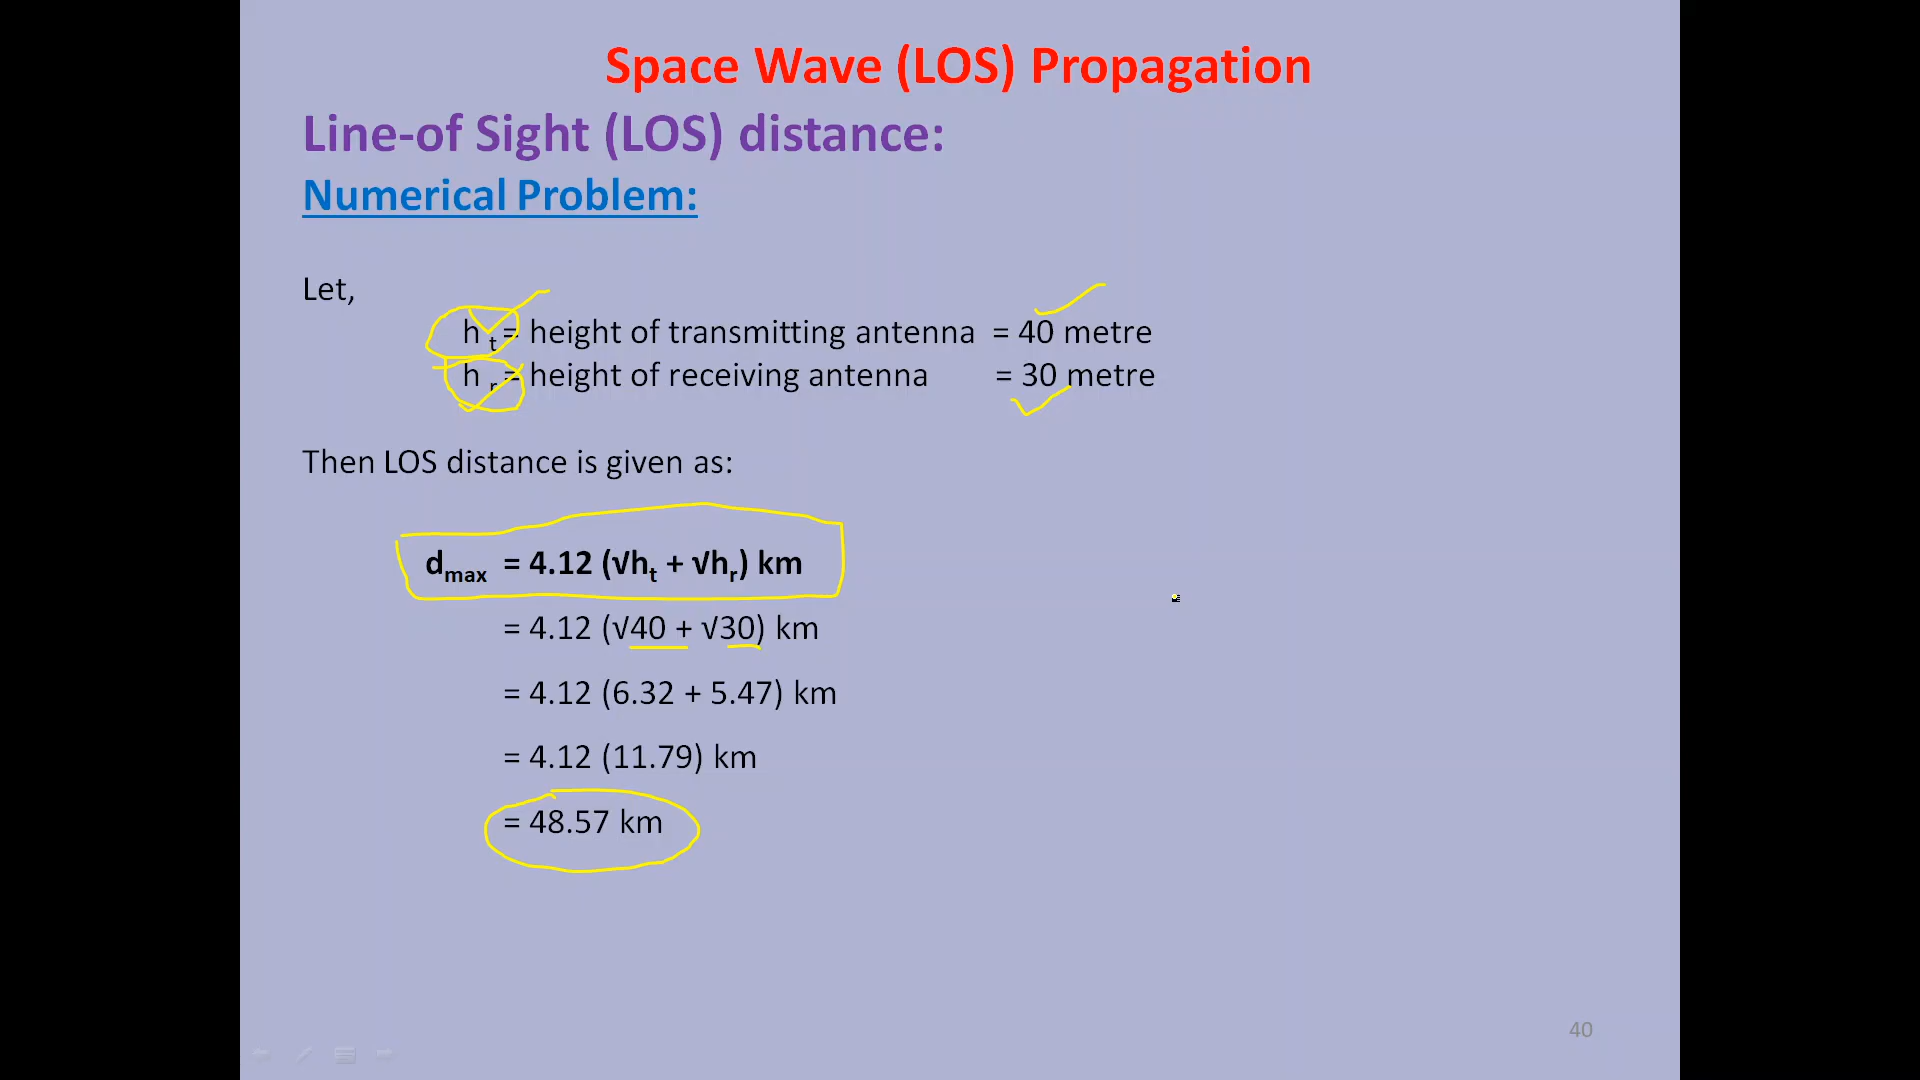 Space Wave (LOS) Propagation
Line-of Sight (LOS) distance:
Numerical Problem:
Let,
h t = height of transmitting antenna = 40 metre
h r = height of receiving antenna = 30 metre
Then LOS distance is given as:
dmax = 4.12 (√ht + √hr) km
= 4.12 (√40 + √30) km
= 4.12 (6.32 + 5.47) km
= 4.12 (11.79) km
= 48.57 km
40